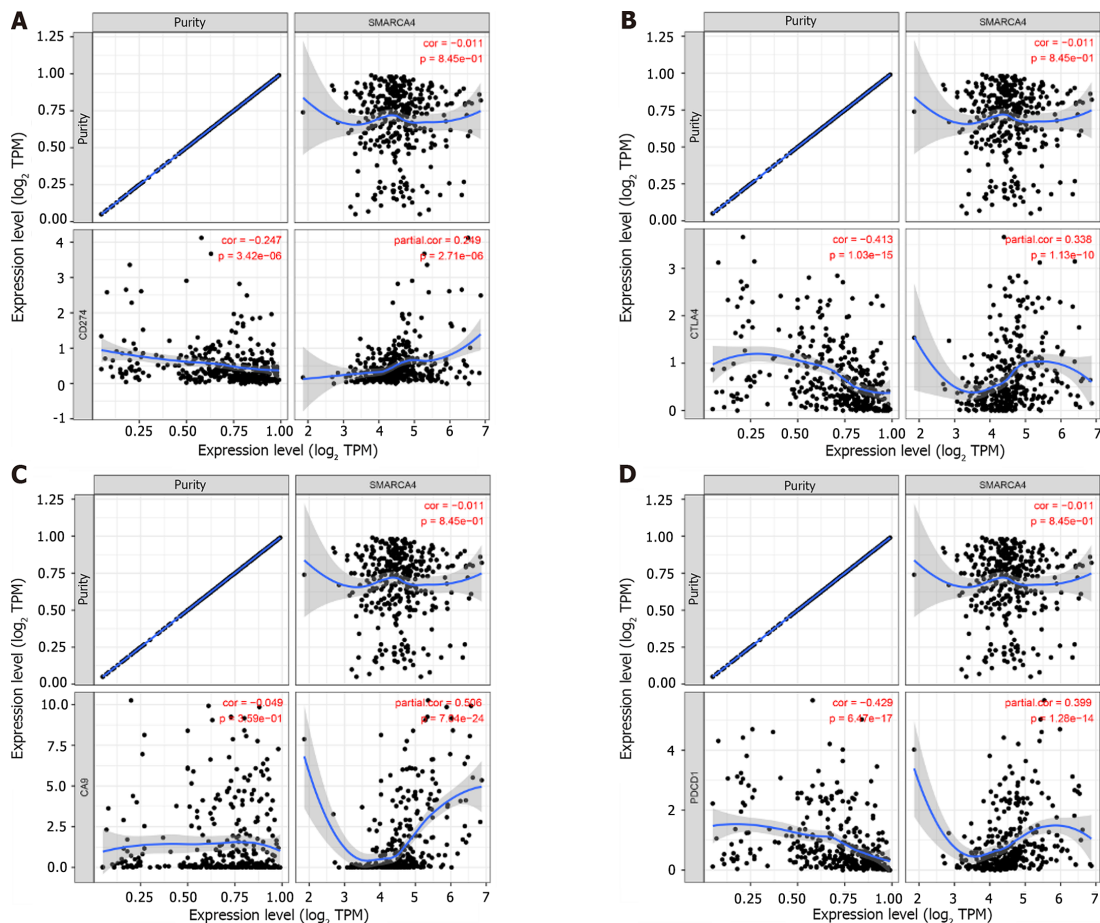 A
Purity
SMARCA4
1.25
1.00
0.75
0.50
0.25
0.00
Purity
cor = −0.011
p = 8.45e−01
4
3
2
1
0
-1
CD274
cor = −0.247
p = 3.42e−06
partial.cor = 0.249
p = 2.71e−06
Expression level (log2 TPM)
0.25 0.50 0.75 1.00 2 3 4 5 6 7
Expression level (log2 TPM)
B
Purity
SMARCA4
1.25
1.00
0.75
0.50
0.25
0.00
Purity
cor = −0.011
p = 8.45e−01
3
2
1
0
CTLA4
cor = −0.413
p = 1.03e−15
partial.cor = 0.338
p = 1.13e−10
Expression level (log2 TPM)
0.25 0.50 0.75 1.00 2 3 4 5 6 7
Expression level (log2 TPM)
C
Purity
SMARCA4
1.25
1.00
0.75
0.50
0.25
0.00
Purity
cor = −0.011
p = 8.45e−01
10.0
7.5
5.0
2.5
0.0
CA9
cor = −0.049
p = 3.59e−01
partial.cor = 0.506
Expression level (log2 TPM)
0.25 0.50 0.75 1.00 2 3 4 5 6 7
Expression level (log2 TPM)
D
Purity
SMARCA4
1.25
1.00
0.75
0.50
0.25
0.00
Purity
cor = −0.011
p = 8.45e−01
4
2
0
PDCD1
cor = −0.429
p = 6.47e−17
partial.cor = 0.399
p = 1.28e−14
Expression level (log2 TPM)
0.25 0.50 0.75 1.00 2 3 4 5 6 7
Expression level (log2 TPM)